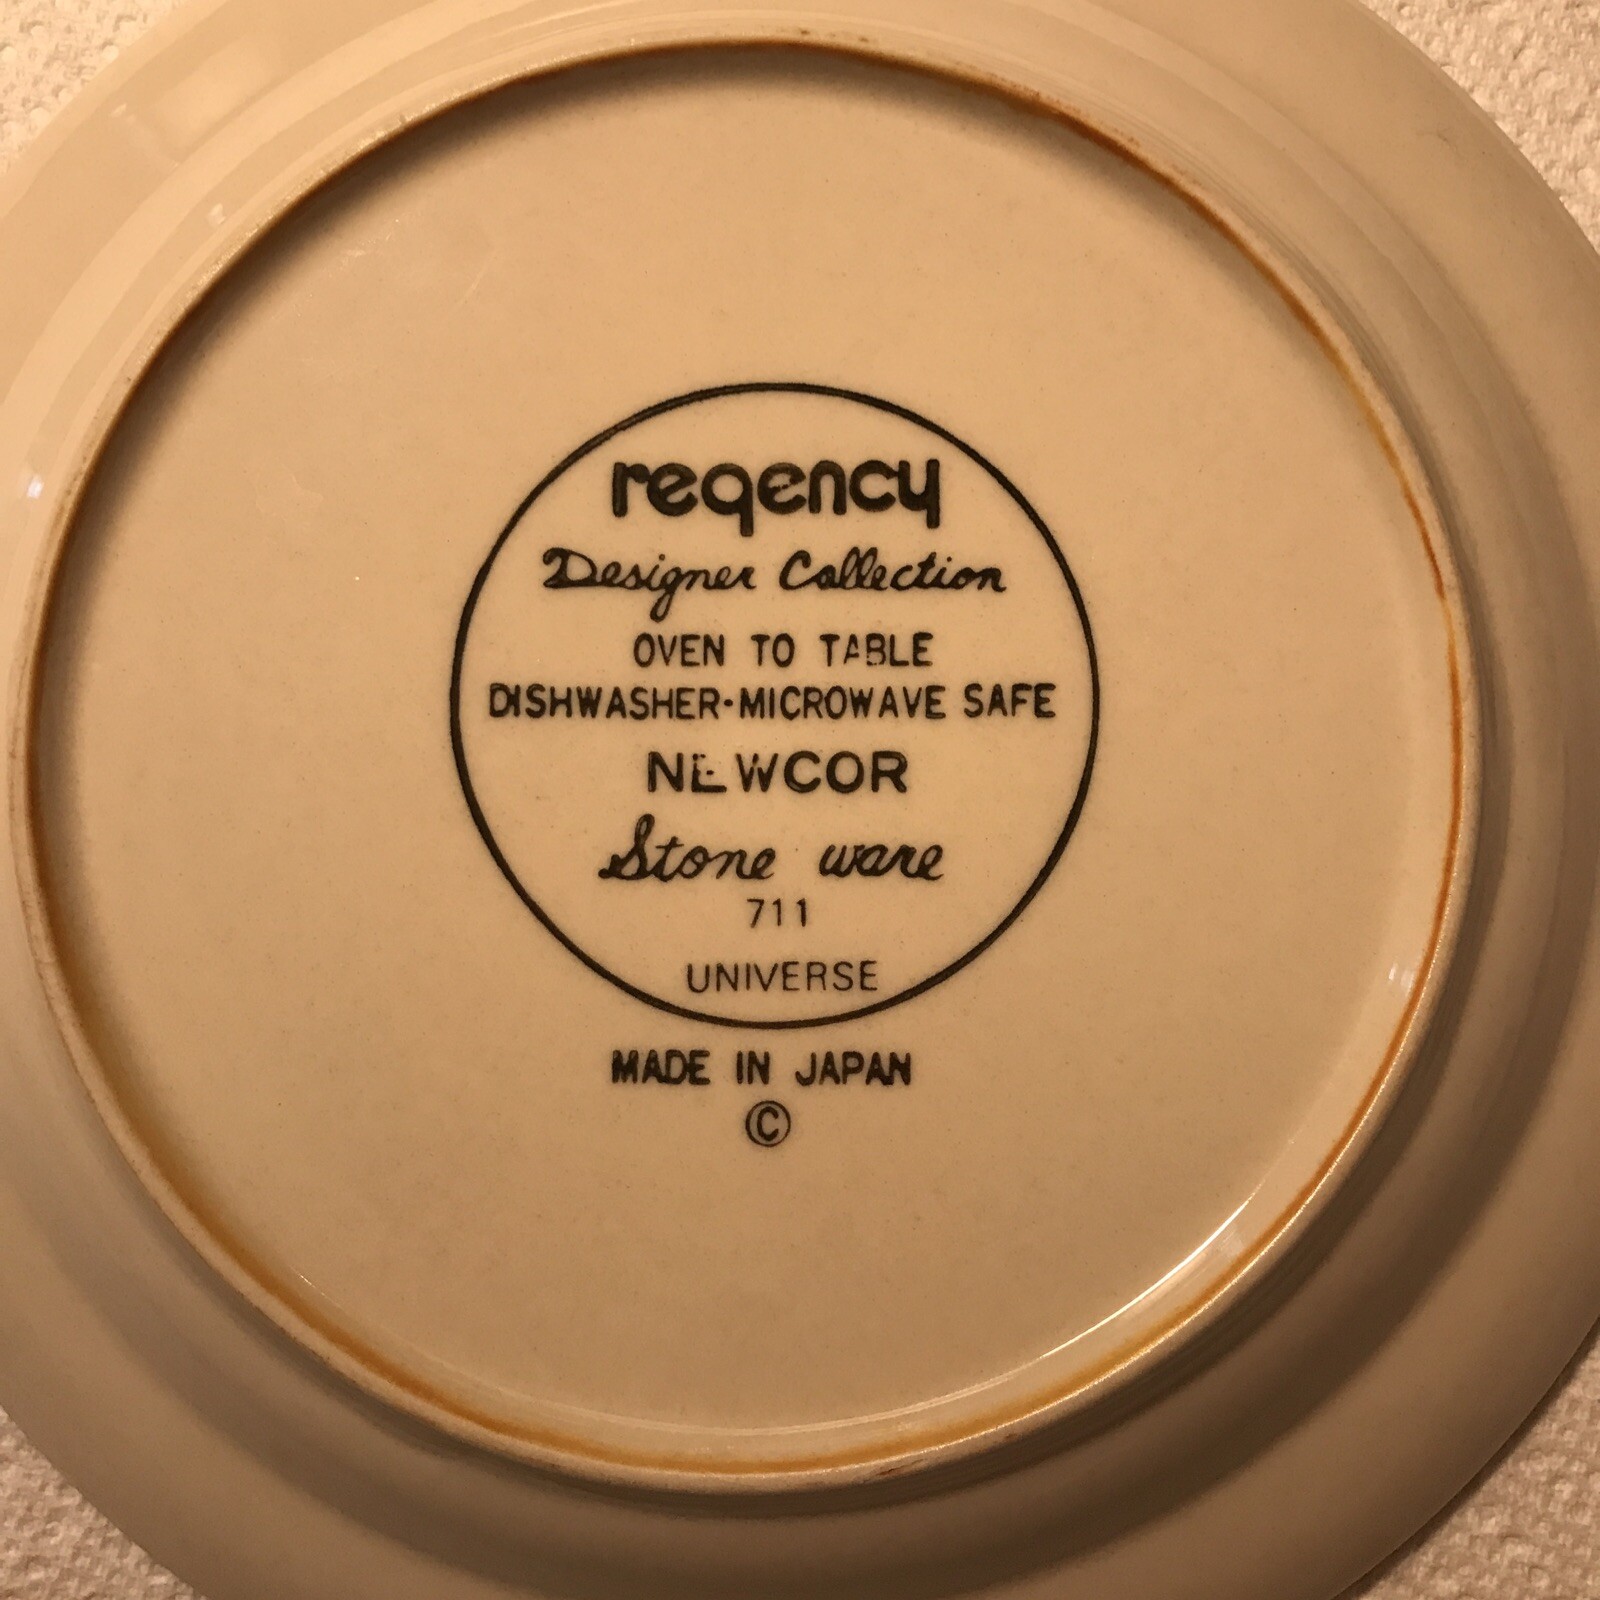 regency
Designer Collection
OVEN TO TABLE
DISHWASHER·MICROWAVE SAFE
NEWCOR
Stone ware
711
UNIVERSE
MADE IN JAPAN
©